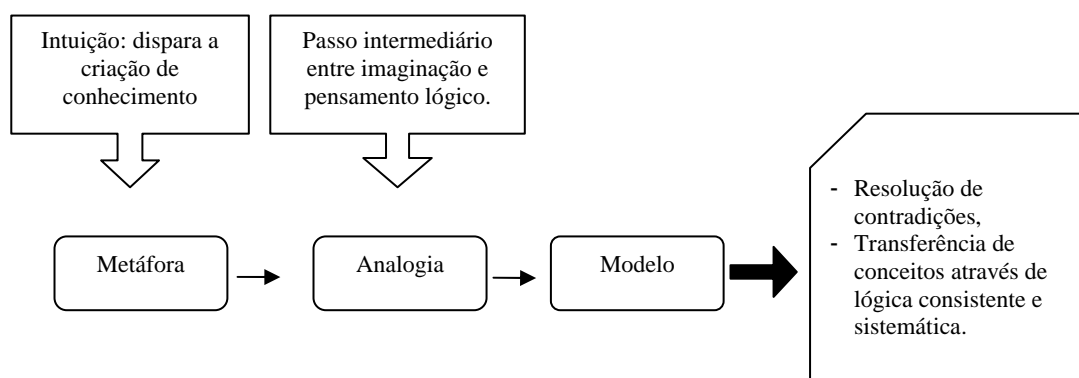 Intuição: dispara a
criação de
conhecimento
Passo intermediário
entre imaginação e
pensamento lógico.
Metáfora
Analogia
Modelo
- Resolução de
contradições,
- Transferência de
conceitos através de
lógica consistente e
sistemática.